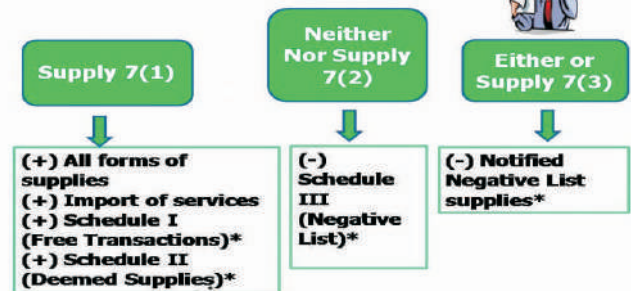 Supply 7(1)
Neither
Nor Supply
7(2)
Either or
Supply 7(3)
(+) All forms of
supplies
(+) Import of services
(+) Schedule I
(Free Transactions)*
(+) Schedule II
(Deemed Supplies)*
(-)
Schedule
III
(Negative
List)*
(-) Notified
Negative List
supplies*